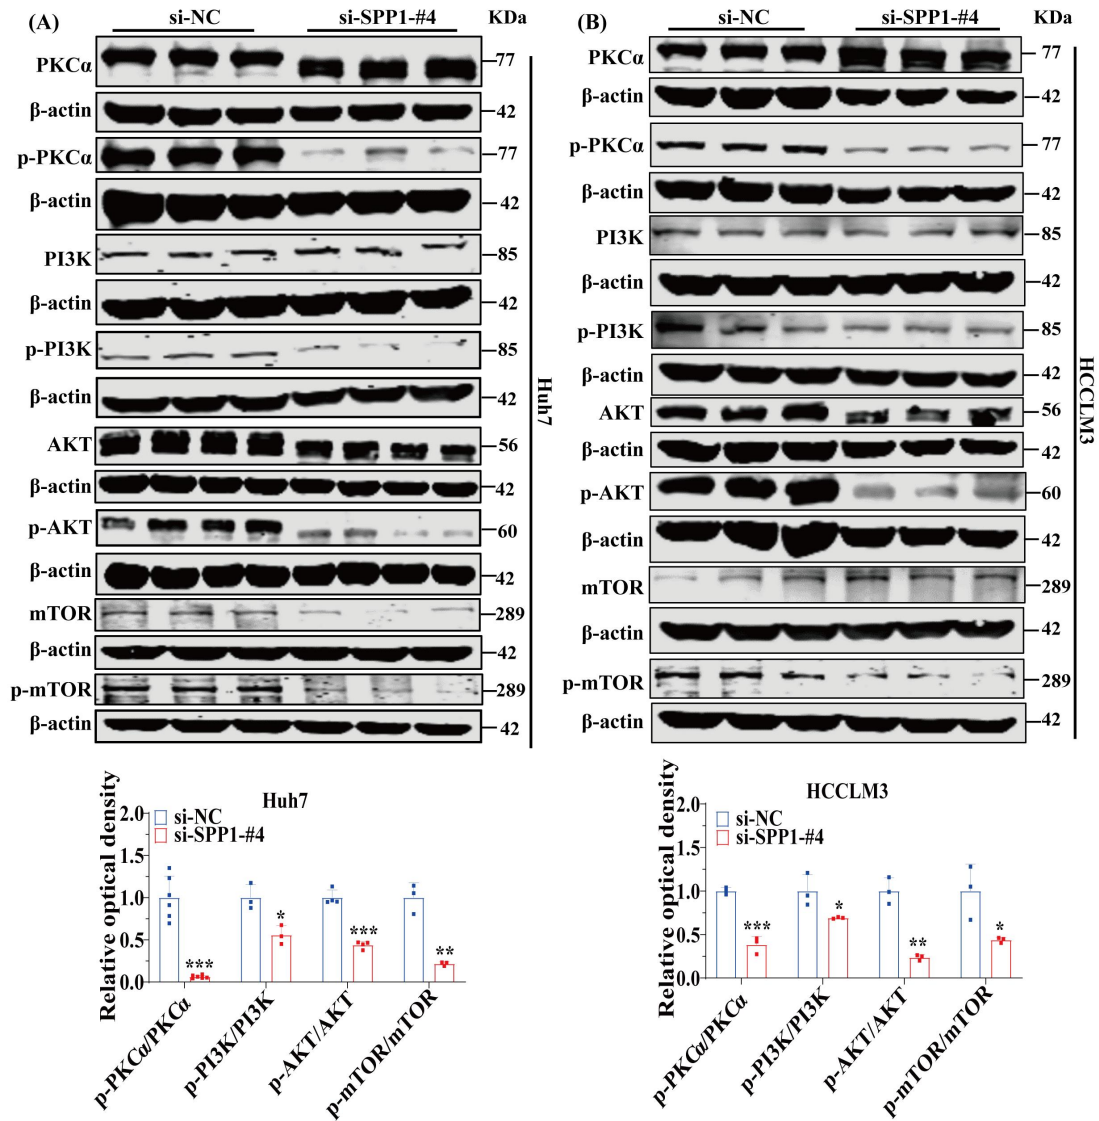 (A) si-NC si-SPP1-#4 KDa
PKCα 77
β-actin 42
p-PKCα 77
β-actin 42
PI3K 85
β-actin 42
p-PI3K 85
β-actin 42
AKT 56
β-actin 42
p-AKT 60
β-actin 42
mTOR 289
β-actin 42
p-mTOR 289
β-actin 42
Huh7
(B) si-NC si-SPP1-#4 KDa
PKCα 77
β-actin 42
p-PKCα 77
β-actin 42
PI3K 85
β-actin 42
p-PI3K 85
β-actin 42
AKT 56
β-actin 42
p-AKT 60
β-actin 42
mTOR 289
β-actin 42
p-mTOR 289
β-actin 42
HCCLM3
Huh7
si-NC
si-SPP1-#4
Relative optical density
2.0
1.5
1.0
0.5
0.0
*** * *** **
p-PKCα/PKCα
p-PI3K/PI3K
p-AKT/AKT
p-mTOR/mTOR
HCCLM3
si-NC
si-SPP1-#4
Relative optical density
2.0
1.5
1.0
0.5
0.0
*** * ** *
p-PKCα/PKCα
p-PI3K/PI3K
p-AKT/AKT
p-mTOR/mTOR